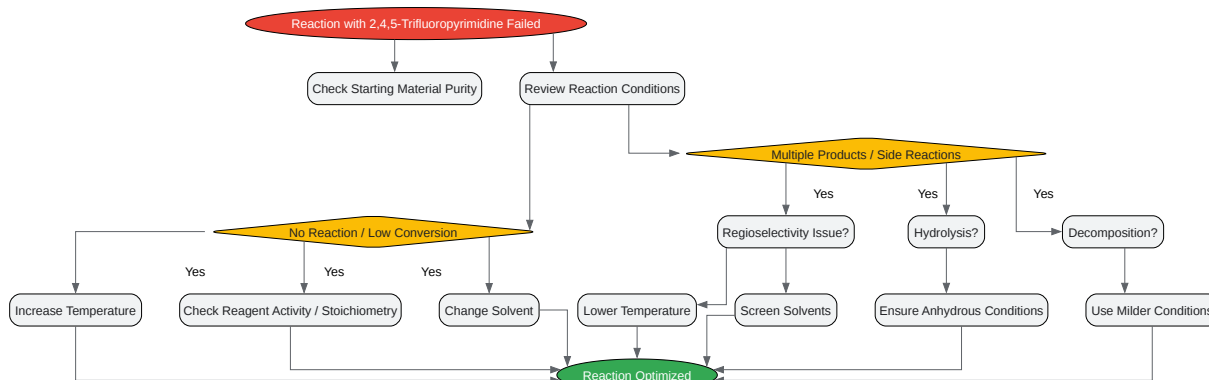 Reaction with 2,4,5-Trifluoropyrimidine Failed
Check Starting Material Purity
Review Reaction Conditions
Multiple Products / Side Reactions
Yes
Yes
Yes
No Reaction / Low Conversion
Regioselectivity Issue?
Hydrolysis?
Decomposition?
Yes
Yes
Yes
Increase Temperature
Check Reagent Activity / Stoichiometry
Change Solvent
Lower Temperature
Screen Solvents
Ensure Anhydrous Conditions
Use Milder Conditions
Reaction Optimized